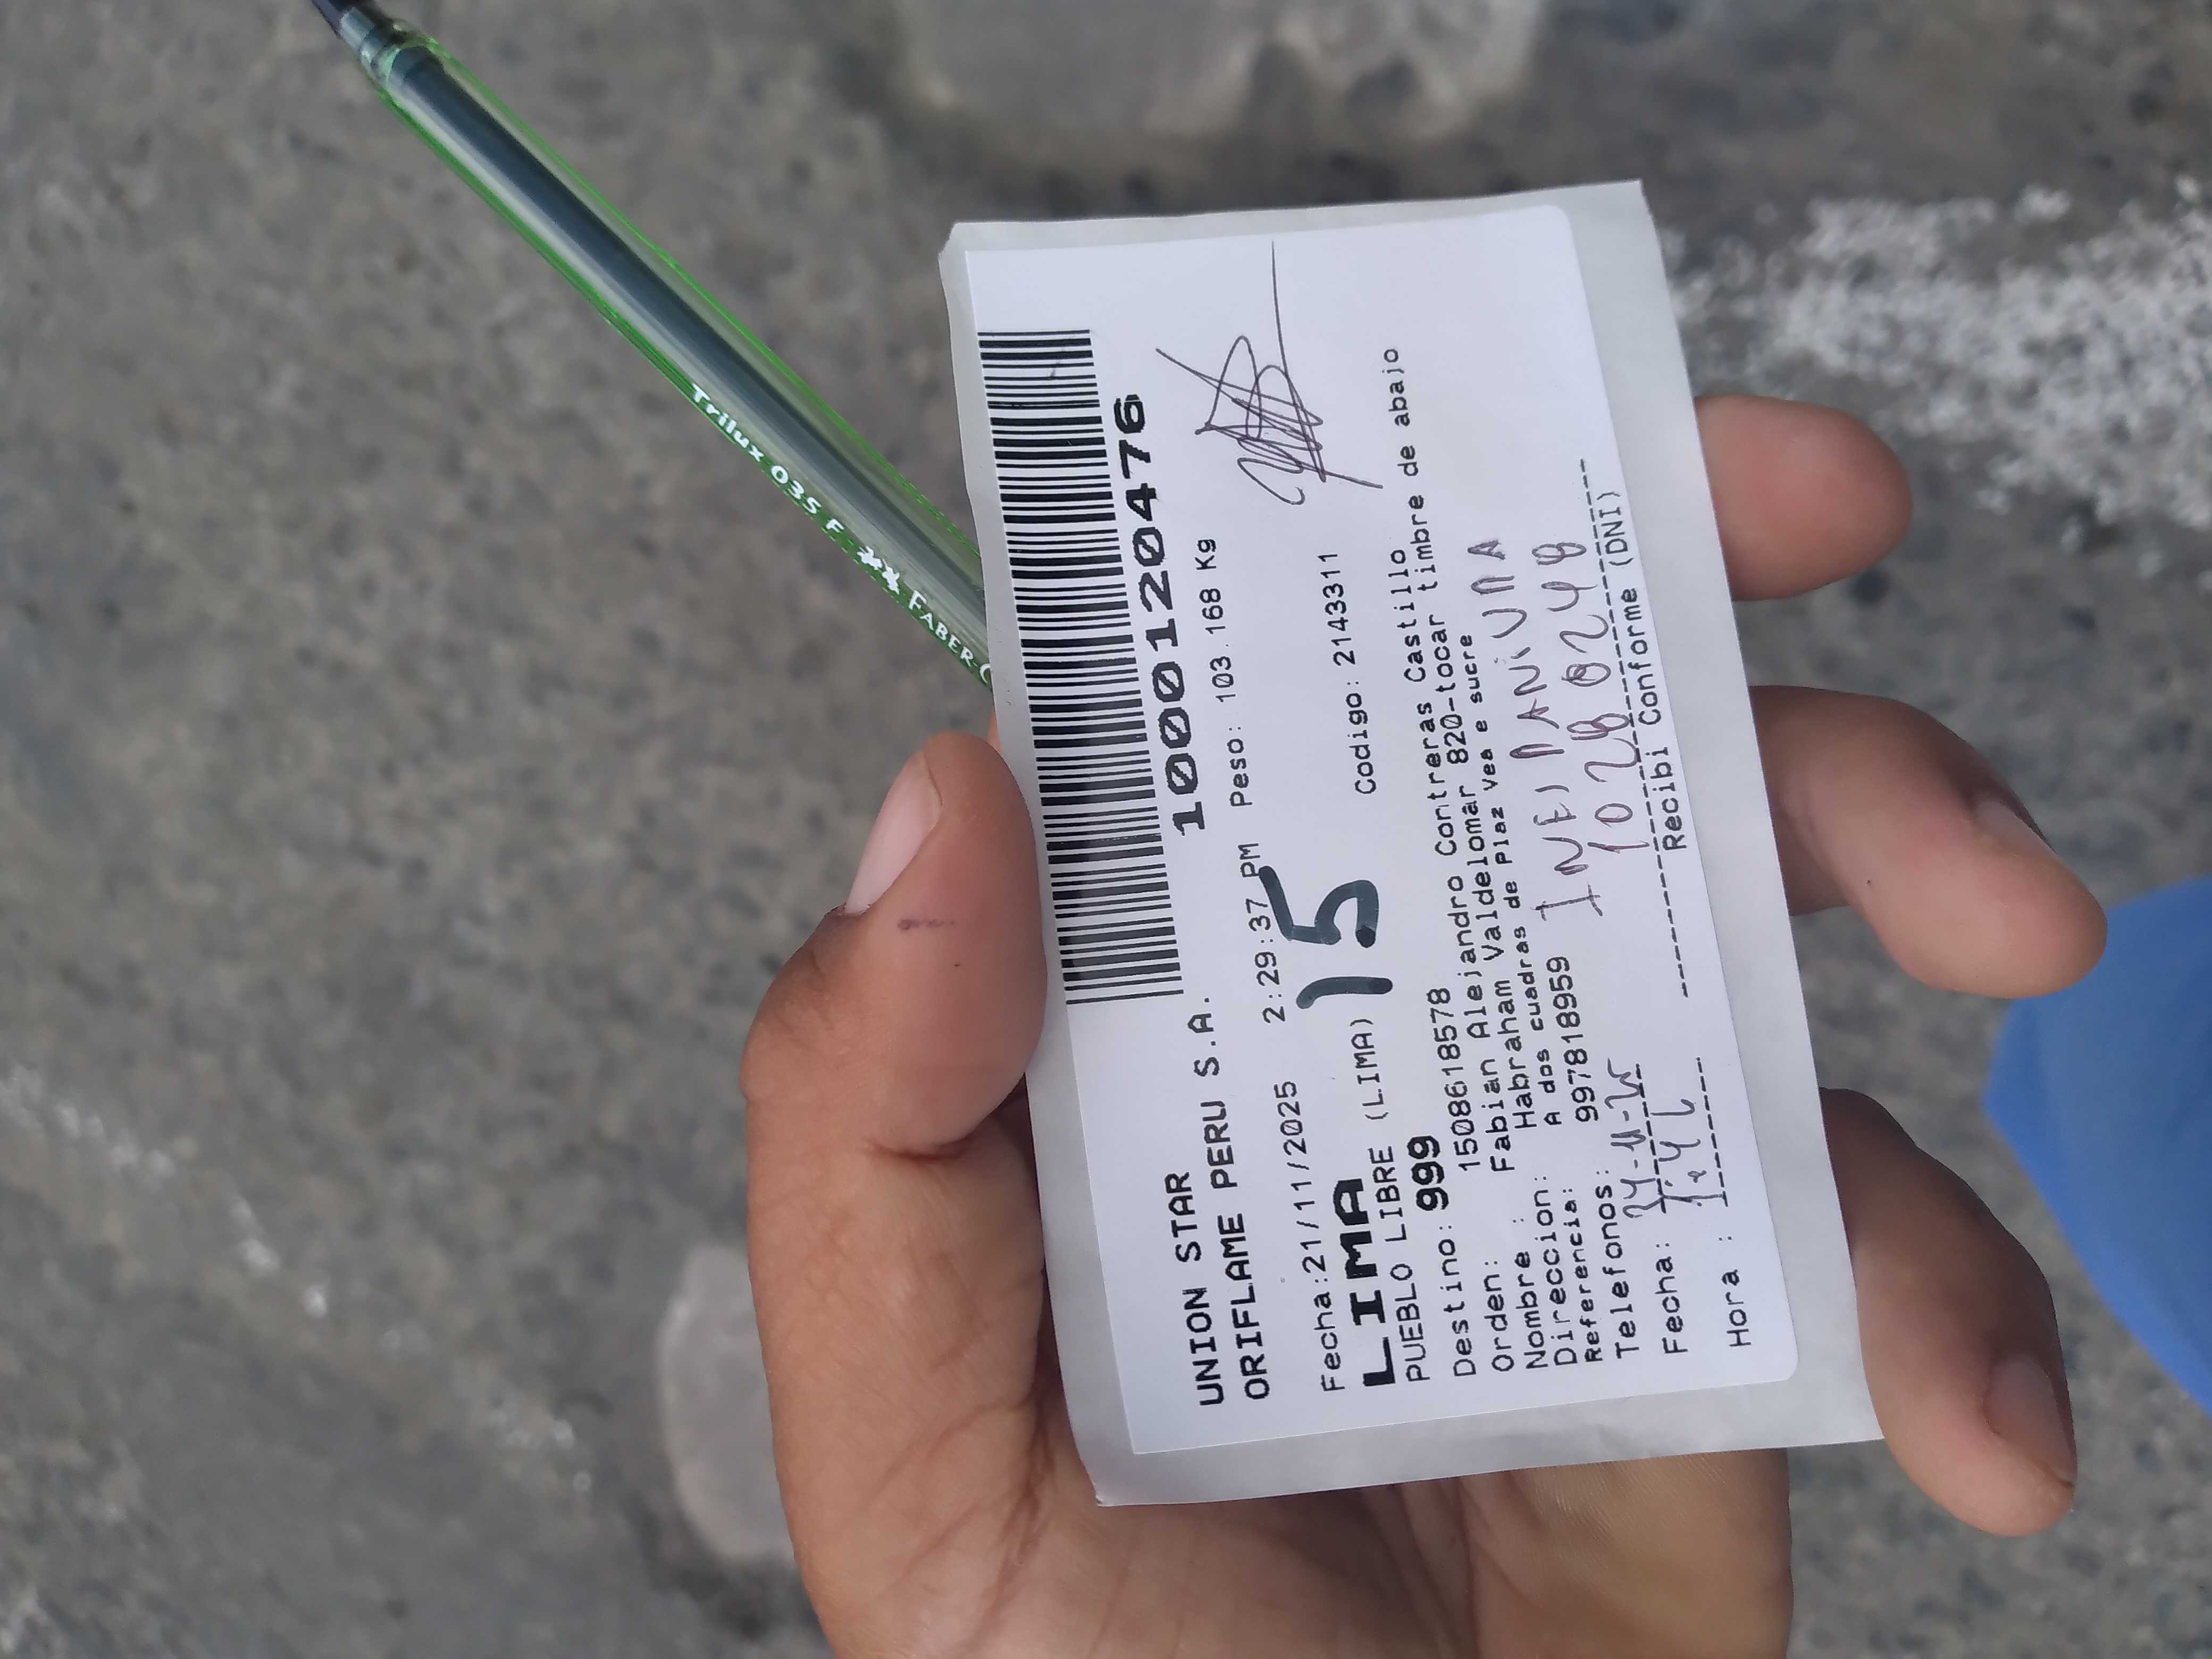 UNION STAR
ORIFLAME PERU S.A.
1000120476
Fecha:21/11/2025 2:29:37 PM Peso: 103.168 Kg
LIMA
PUEBLO LIBRE (LIMA) 15
Destino: 999 Codigo: 2143311
Orden: 1508618578
Nombre : Fabian Alejandro Contreras Castillo
Direccion: Habraham Valdelomar 820-tocar timbre de abajo
Referencia: A dos cuadras de Plaz Vea e sucre
Telefonos: 997818959
Fecha:
Hora :
Recibi Conforme (DNI)
Trilux 035 F FABER-C